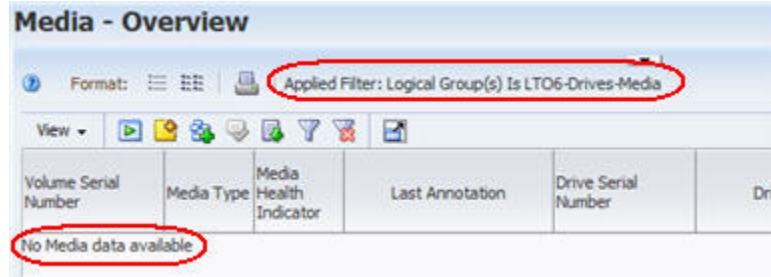 Media - Overview
Format:
Applied Filter: Logical Group(s) Is LTO6-Drives-Media
View
Volume Serial Number
Media Type
Media Health Indicator
Last Annotation
Drive Serial Number
Dr
No Media data available